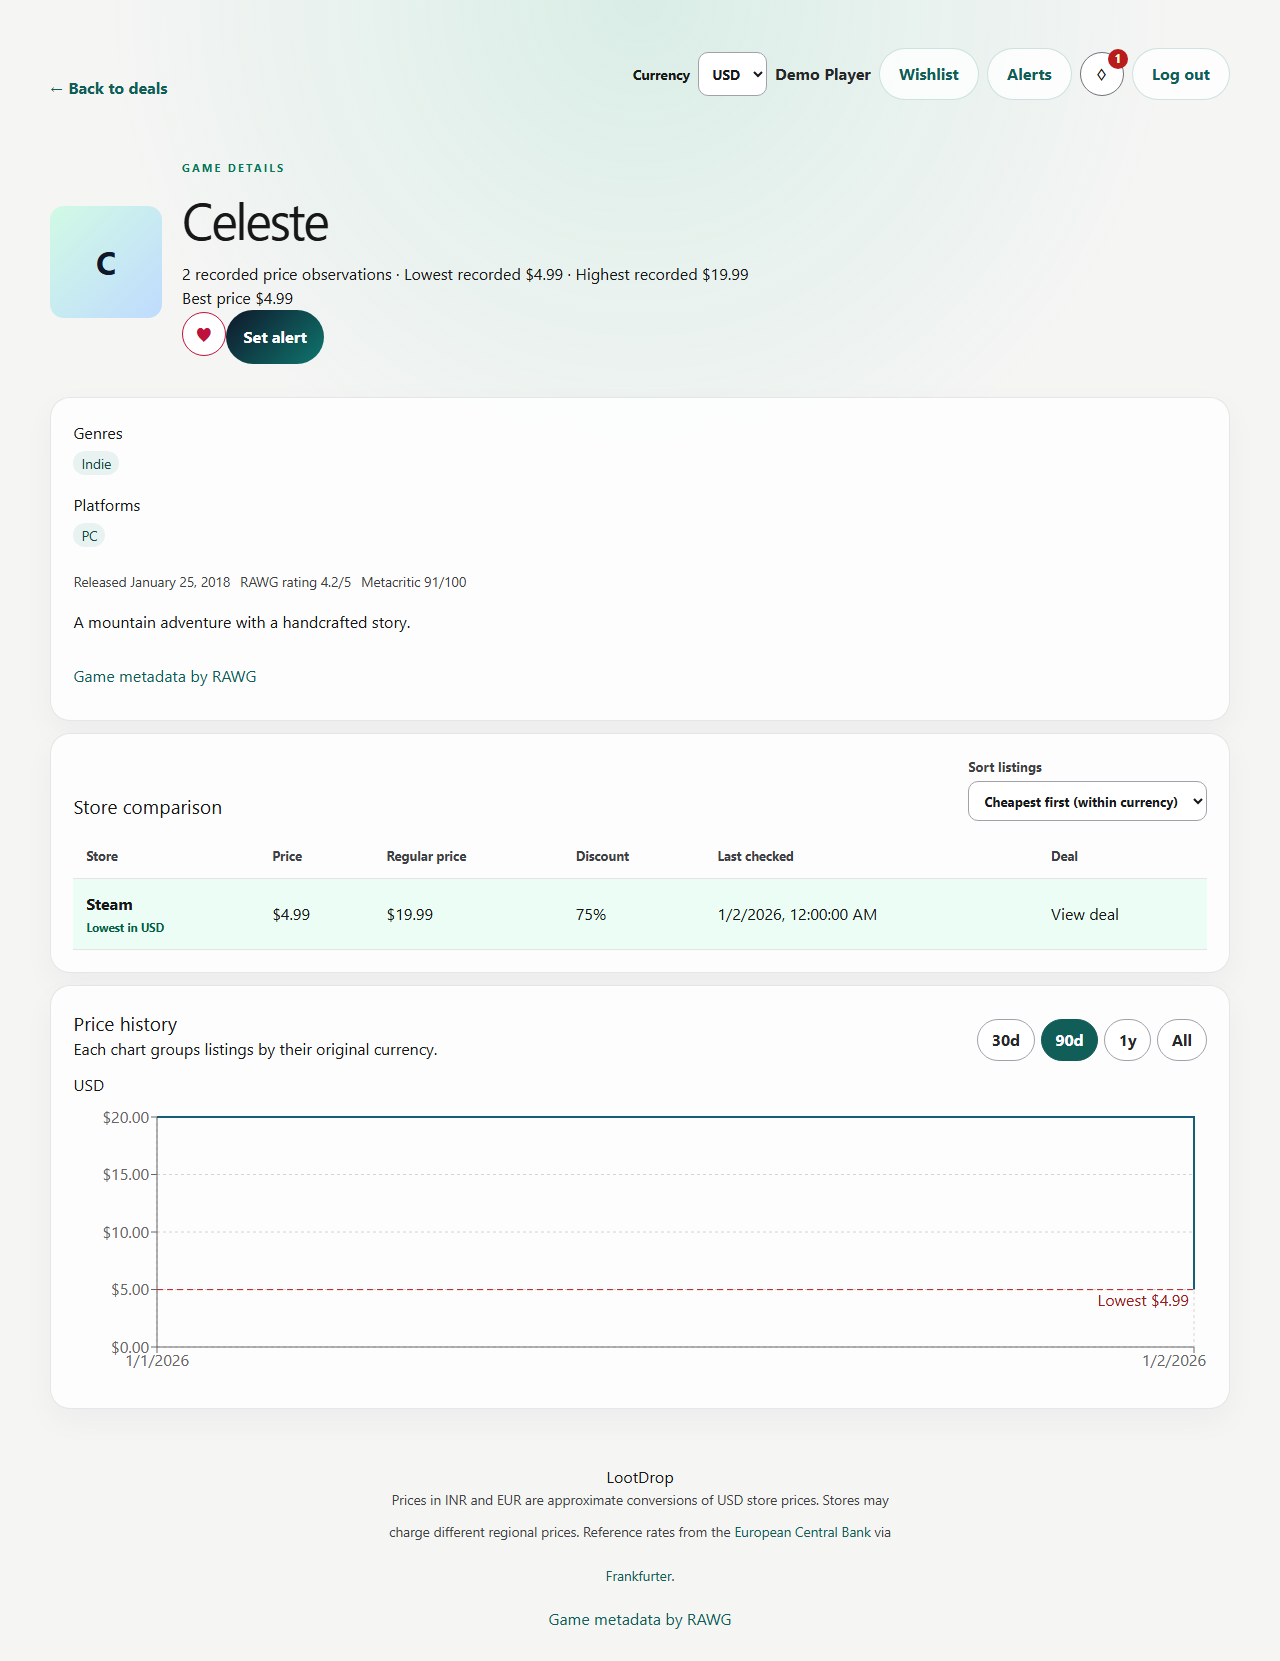 ← Back to deals
Currency USD Demo Player Wishlist Alerts ◊ 1 Log out
GAME DETAILS
C
Celeste
2 recorded price observations · Lowest recorded $4.99 · Highest recorded $19.99
Best price $4.99
♥ Set alert
Genres
Indie
Platforms
PC
Released January 25, 2018 RAWG rating 4.2/5 Metacritic 91/100
A mountain adventure with a handcrafted story.
Game metadata by RAWG
Sort listings
Store comparison
Cheapest first (within currency)
Store Price Regular price Discount Last checked Deal
Steam
Lowest in USD
$4.99 $19.99 75% 1/2/2026, 12:00:00 AM View deal
Price history
Each chart groups listings by their original currency.
30d 90d 1y All
USD
$20.00
$15.00
$10.00
$5.00
Lowest $4.99
$0.00
1/1/2026 1/2/2026
LootDrop
Prices in INR and EUR are approximate conversions of USD store prices. Stores may
charge different regional prices. Reference rates from the European Central Bank via
Frankfurter.
Game metadata by RAWG